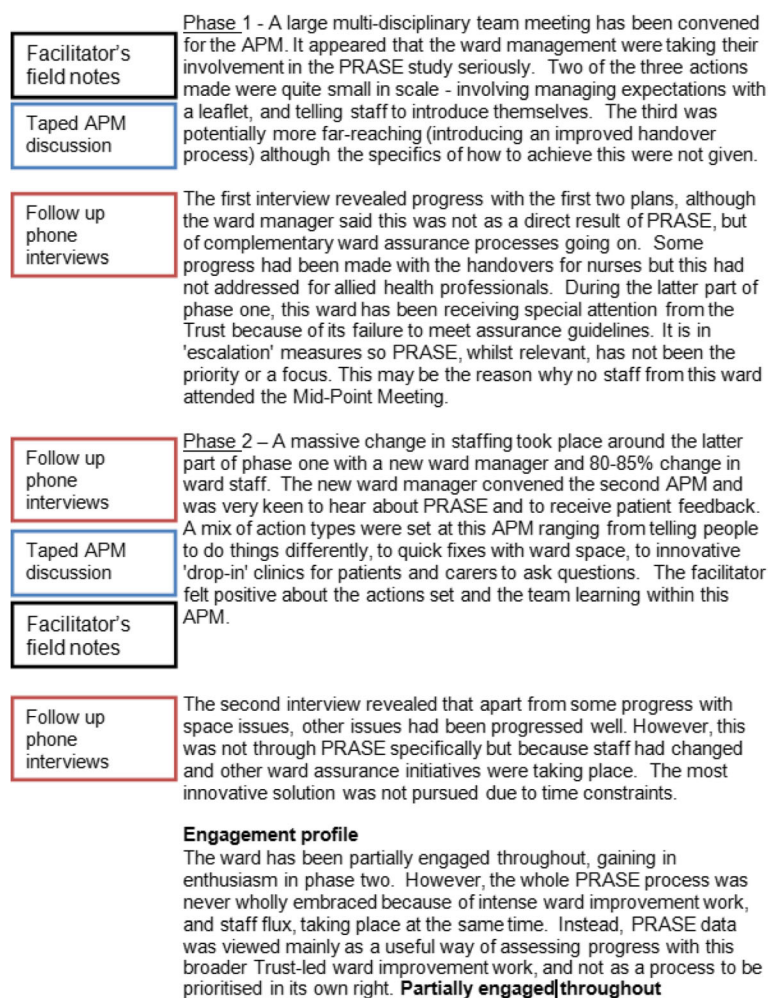 Facilitator's
field notes
Taped APM
discussion
Phase 1 - A large multi-disciplinary team meeting has been convened
for the APM. It appeared that the ward management were taking their
involvement in the PRASE study seriously. Two of the three actions
made were quite small in scale - involving managing expectations with
a leaflet, and telling staff to introduce themselves. The third was
potentially more far-reaching (introducing an improved handover
process) although the specifics of how to achieve this were not given.
Follow up
phone
interviews
The first interview revealed progress with the first two plans, although
the ward manager said this was not as a direct result of PRASE, but
of complementary ward assurance processes going on. Some
progress had been made with the handovers for nurses but this had
not addressed for allied health professionals. During the latter part of
phase one, this ward has been receiving special attention from the
Trust because of its failure to meet assurance guidelines. It is in
'escalation' measures so PRASE, whilst relevant, has not been the
priority or a focus. This may be the reason why no staff from this ward
attended the Mid-Point Meeting.
Follow up
phone
interviews
Taped APM
discussion
Facilitator's
field notes
Phase 2 – A massive change in staffing took place around the latter
part of phase one with a new ward manager and 80-85% change in
ward staff. The new ward manager convened the second APM and
was very keen to hear about PRASE and to receive patient feedback.
A mix of action types were set at this APM ranging from telling people
to do things differently, to quick fixes with ward space, to innovative
'drop-in' clinics for patients and carers to ask questions. The facilitator
felt positive about the actions set and the team learning within this
APM.
Follow up
phone
interviews
The second interview revealed that apart from some progress with
space issues, other issues had been progressed well. However, this
was not through PRASE specifically but because staff had changed
and other ward assurance initiatives were taking place. The most
innovative solution was not pursued due to time constraints.
Engagement profile
The ward has been partially engaged throughout, gaining in
enthusiasm in phase two. However, the whole PRASE process was
never wholly embraced because of intense ward improvement work,
and staff flux, taking place at the same time. Instead, PRASE data
was viewed mainly as a useful way of assessing progress with this
broader Trust-led ward improvement work, and not as a process to be
prioritised in its own right. Partially engaged throughout